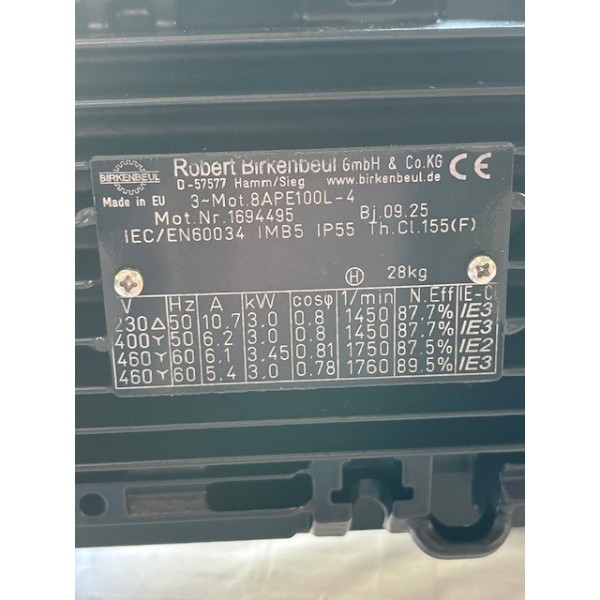 BIRKENBEUL
Robert Birkenbeul GmbH & Co.KG CE
D-57577 Hamm/Sieg www.birkenbeul.de
Made in EU 3~Mot.8APE100L-4
Mot.Nr.1694495 Bj.09.25
IEC/EN60034 IMB5 IP55 Th.Cl.155(F)
H 28kg
V Hz A kW cosφ 1/min N.Eff IE-Cl
230Δ 50 10.7 3.0 0.8 1450 87.7% IE3
400Y 50 6.2 3.0 0.8 1450 87.7% IE3
460Y 60 6.1 3.45 0.81 1750 87.5% IE2
460Y 60 5.4 3.0 0.78 1760 89.5% IE3